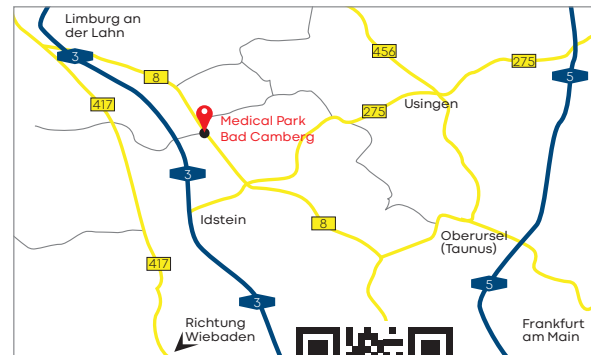 Limburg an
der Lahn
3
8
417
456
275
5
Medical Park
Bad Camberg
275
Usingen
3
Idstein
8
Oberursel
(Taunus)
417
5
3
Richtung
Wiebaden
Frankfurt
am Main